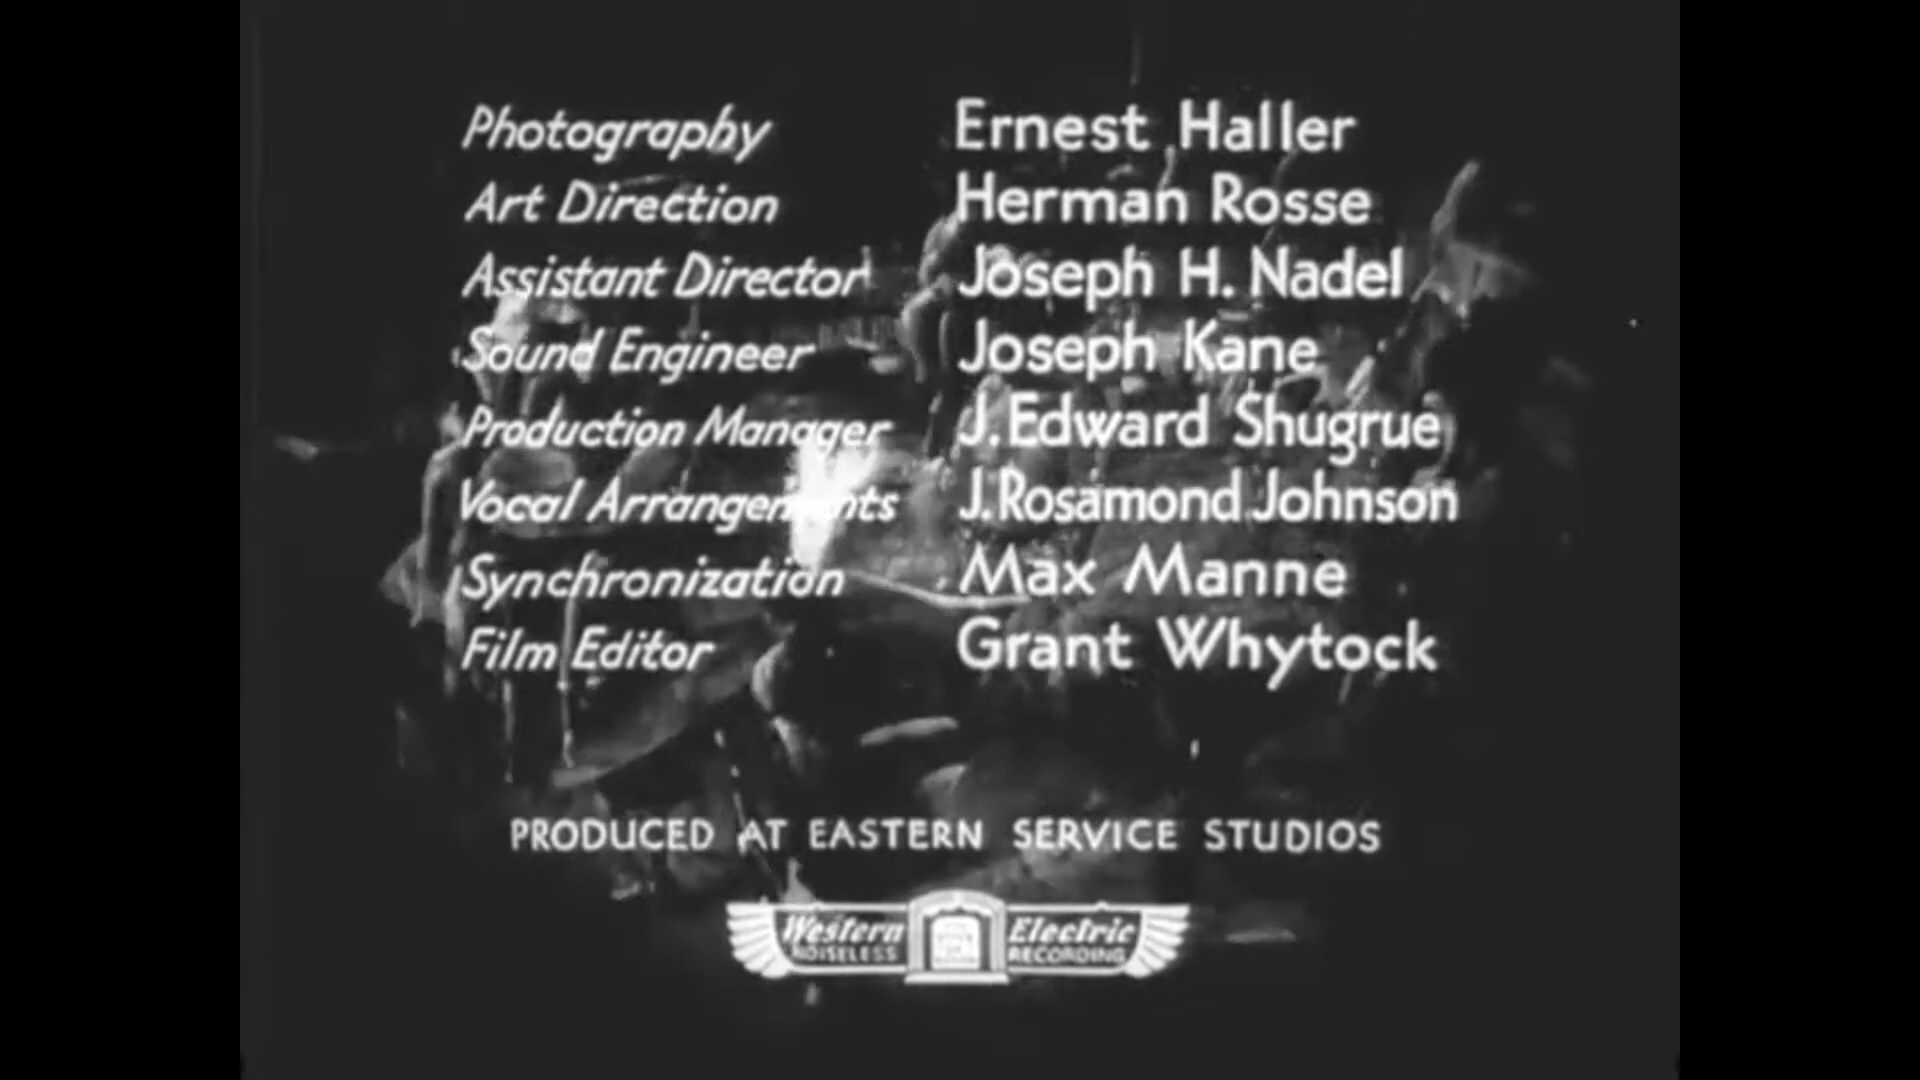 Photography Ernest Haller
Art Direction Herman Rosse
Assistant Director Joseph H. Nadel
Sound Engineer Joseph Kane
Production Manager J. Edward Shugrue
Vocal Arrangements J. Rosamond Johnson
Synchronization Max Manne
Film Editor Grant Whytock
PRODUCED AT EASTERN SERVICE STUDIOS
Western Electric
NOISELESS RECORDING